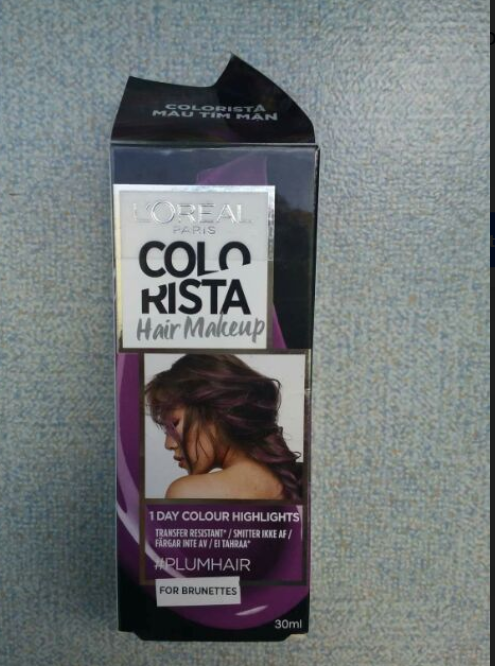 COLORISTA
MÀU TÍM MẬN
L'ORÉAL
PARIS
COLO
RISTA
Hair Makeup
1 DAY COLOUR HIGHLIGHTS
TRANSFER RESISTANT* / SMITTER IKKE AF /
FÄRGAR INTE AV / EI TAHRAA*
#PLUMHAIR
FOR BRUNETTES
30ml